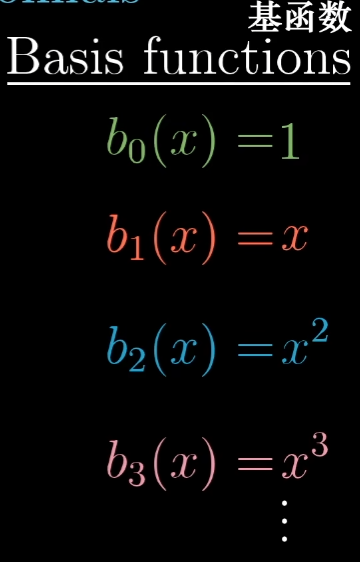 基函数
Basis functions
b₀(x) = 1
b₁(x) = x
b₂(x) = x²
b₃(x) = x³
⋮